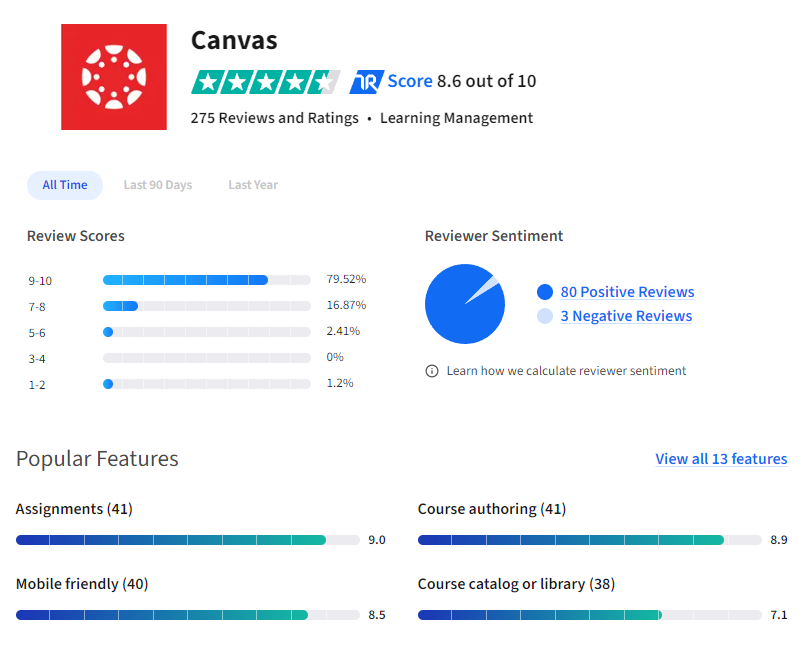 Canvas
TR Score 8.6 out of 10
275 Reviews and Ratings • Learning Management
All Time Last 90 Days Last Year
Review Scores
9-10 79.52%
7-8 16.87%
5-6 2.41%
3-4 0%
1-2 1.2%
Reviewer Sentiment
80 Positive Reviews
3 Negative Reviews
Learn how we calculate reviewer sentiment
Popular Features
View all 13 features
Assignments (41)
9.0
Course authoring (41)
8.9
Mobile friendly (40)
8.5
Course catalog or library (38)
7.1